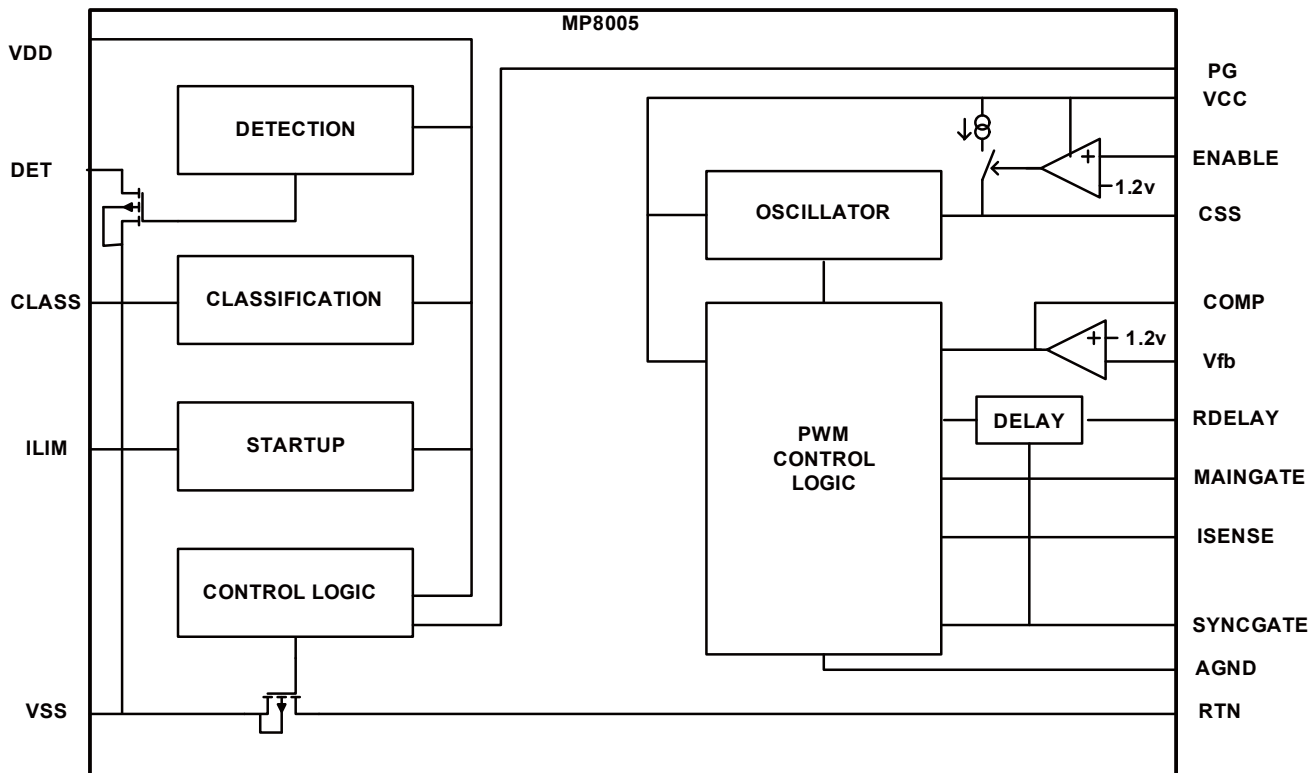 MP8005
VDD
DET
CLASS
ILIM
VSS
DETECTION
CLASSIFICATION
STARTUP
CONTROL LOGIC
OSCILLATOR
PWM
CONTROL
LOGIC
DELAY
+
1.2v
+
1.2v
PG
VCC
ENABLE
CSS
COMP
Vfb
RDELAY
MAINGATE
ISENSE
SYNCGATE
AGND
RTN